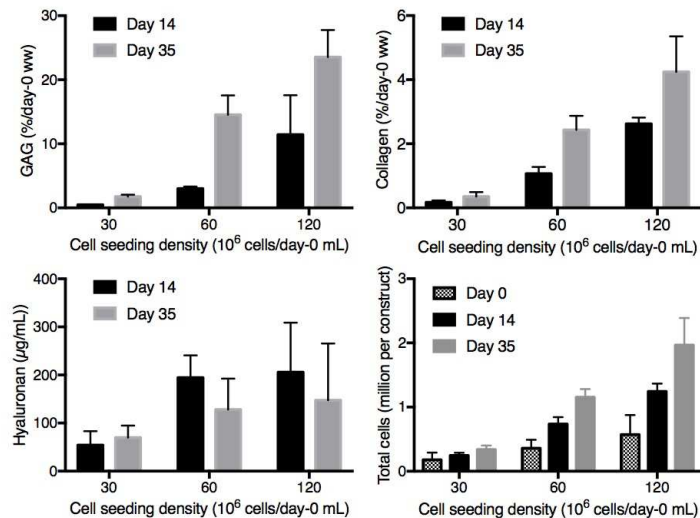 Day 14
Day 35
GAG (%/day-0 ww)
30
20
10
0
30 60 120
Cell seeding density (10⁶ cells/day-0 mL)
Day 14
Day 35
Collagen (%/day-0 ww)
6
4
2
0
30 60 120
Cell seeding density (10⁶ cells/day-0 mL)
Day 14
Day 35
Hyaluronan (µg/mL))
400
300
200
100
0
30 60 120
Cell seeding density (10⁶ cells/day-0 mL)
Day 0
Day 14
Day 35
Total cells (million per construct)
3
2
1
0
30 60 120
Cell seeding density (10⁶ cells/day-0 mL)